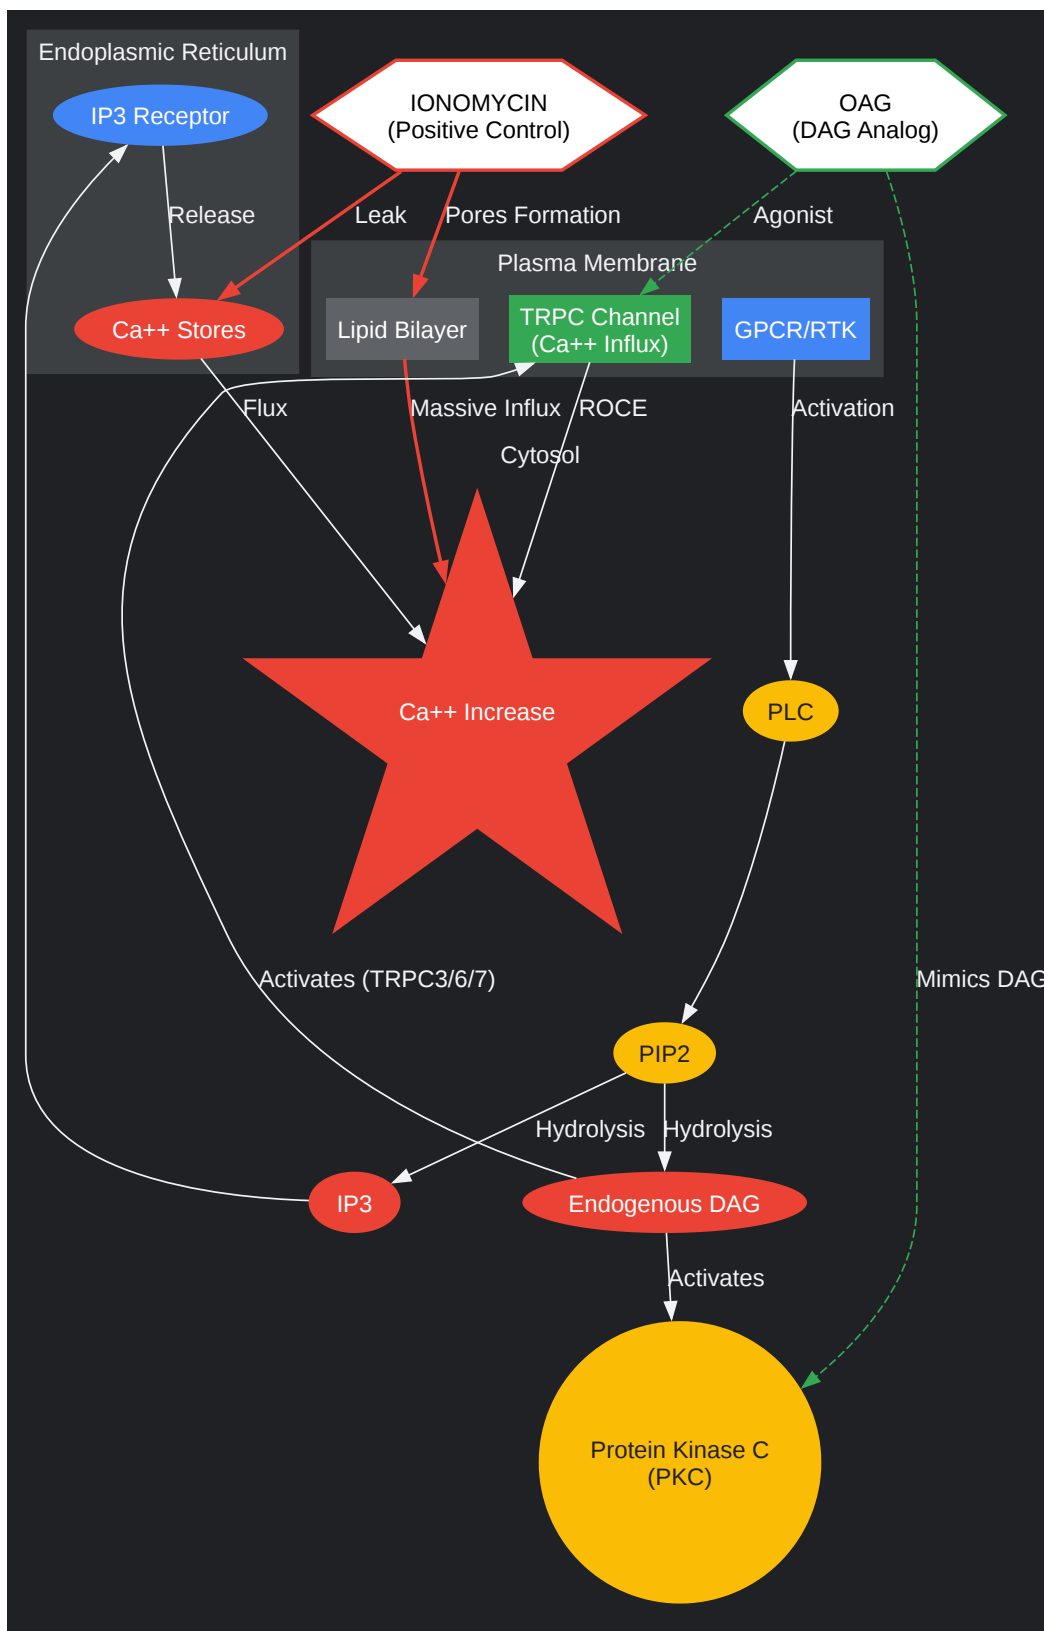 Endoplasmic Reticulum
IP3 Receptor
IONOMYCIN
(Positive Control)
OAG
(DAG Analog)
Release
Leak
Pores Formation
Agonist
Plasma Membrane
Ca++ Stores
Lipid Bilayer
TRPC Channel
(Ca++ Influx)
GPCR/RTK
Flux
Massive Influx
ROCE
Activation
Cytosol
Ca++ Increase
PLC
Activates (TRPC3/6/7)
Mimics DAG
PIP2
Hydrolysis
Hydrolysis
IP3
Endogenous DAG
Activates
Protein Kinase C
(PKC)